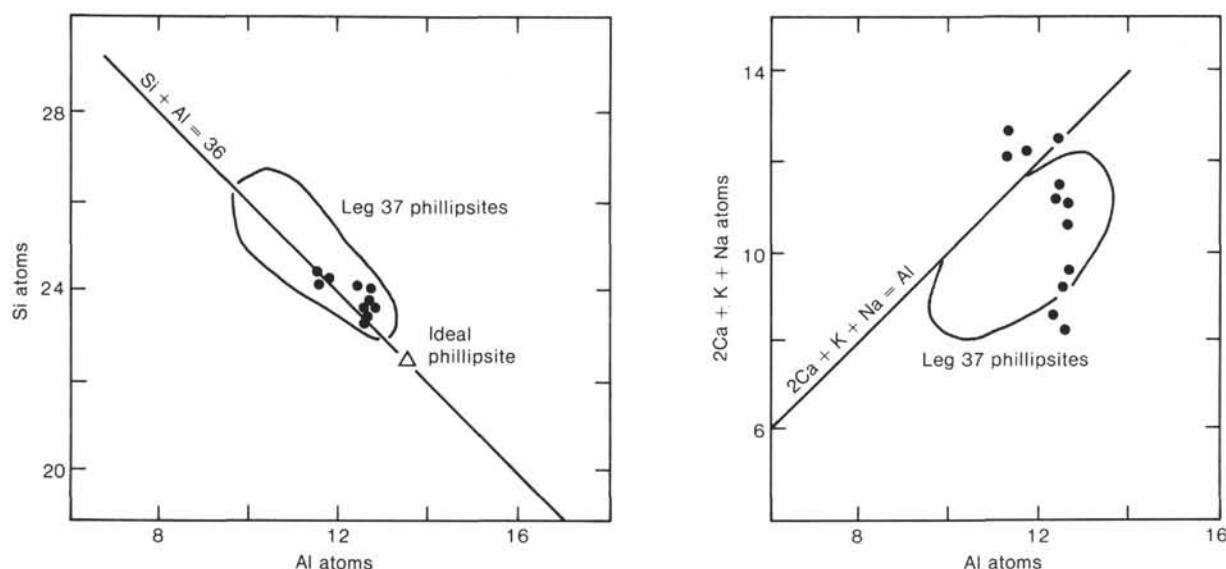 28
24
20
Si atoms
8
12
16
Al atoms
Si + Al = 36
Leg 37 phillipsites
Ideal
phillipsite
14
10
6
2Ca + K + Na atoms
8
12
16
Al atoms
2Ca + K + Na = Al
Leg 37 phillipsites